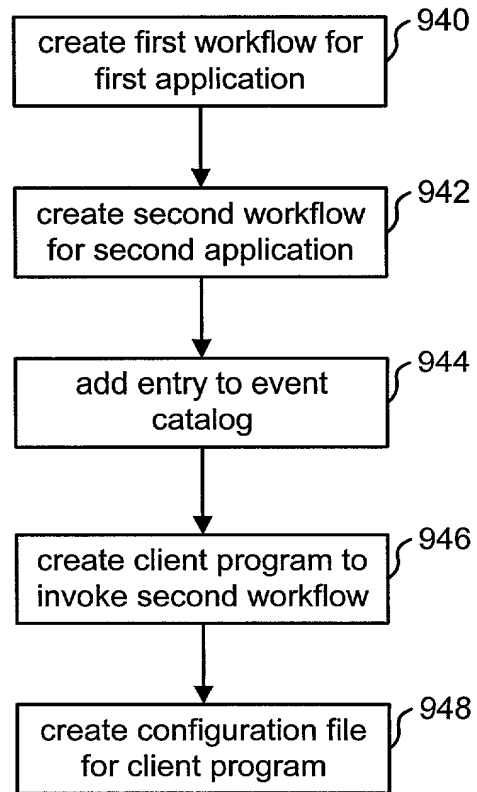 940
create first workflow for
first application
942
create second workflow
for second application
944
add entry to event
catalog
946
create client program to
invoke second workflow
948
create configuration file
for client program